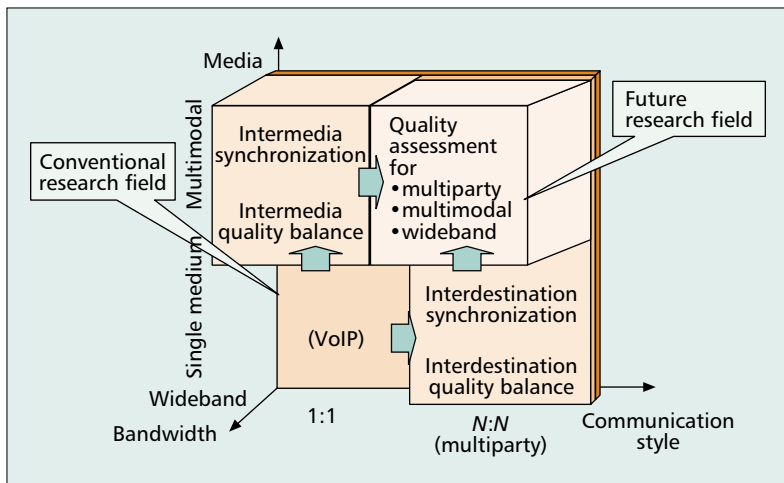 Media
Multimodal
Single medium
Conventional
research field
Intermedia
synchronization
Intermedia
quality balance
Quality
assessment
for
•multiparty
•multimodal
•wideband
Future
research field
(VoIP)
Interdestination
synchronization
Interdestination
quality balance
Wideband
Bandwidth
1:1
N:N
(multiparty)
Communication
style